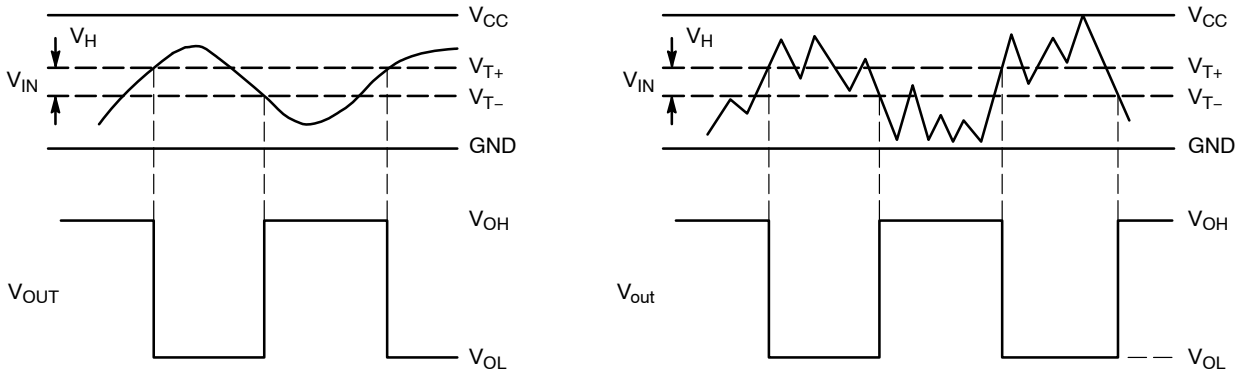 V_CC
V_H
V_T+
V_IN
V_T−
GND
V_OH
V_OUT
V_OL
V_CC
V_H
V_T+
V_IN
V_T−
GND
V_OH
V_out
V_OL